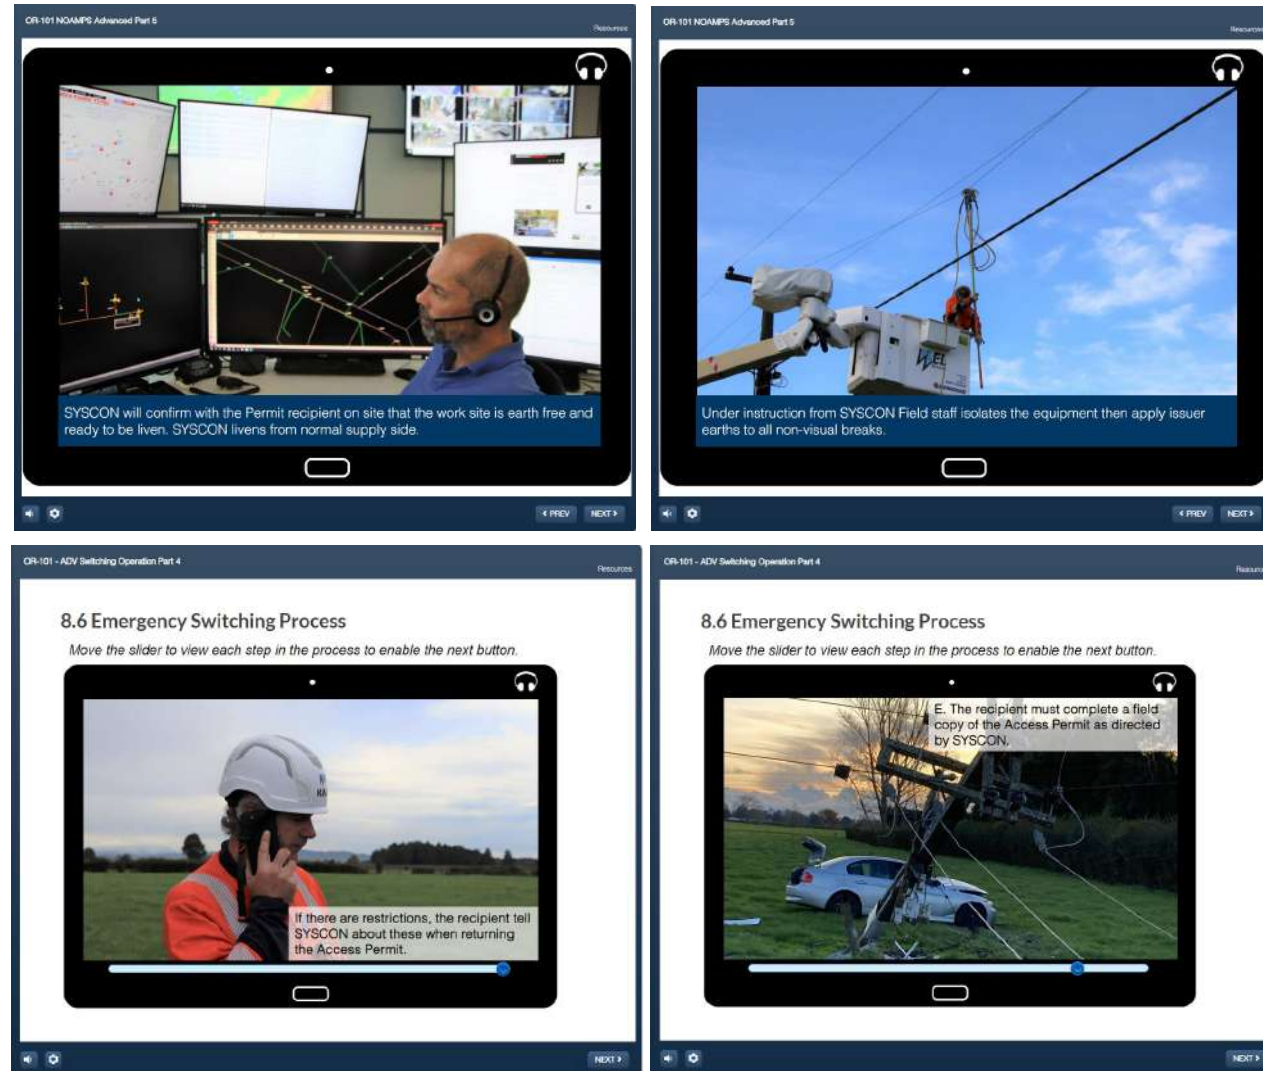 OR-101 NOAMPS Advanced Part 5
Resources
SYSCON will confirm with the Permit recipient on site that the work site is earth free and
ready to be liven. SYSCON livens from normal supply side.
< PREV
NEXT >
OR-101 NOAMPS Advanced Part 5
Resources
WEL
Under instruction from SYSCON Field staff isolates the equipment then apply issuer
earths to all non-visual breaks.
< PREV
NEXT >
OR-101 - ADV Switching Operation Part 4
Resources
8.6 Emergency Switching Process
Move the slider to view each step in the process to enable the next button.
If there are restrictions, the recipient tell
SYSCON about these when returning
the Access Permit.
NEXT >
OR-101 - ADV Switching Operation Part 4
Resourc
8.6 Emergency Switching Process
Move the slider to view each step in the process to enable the next button.
E. The recipient must complete a field
copy of the Access Permit as directed
by SYSCON.
NEXT >